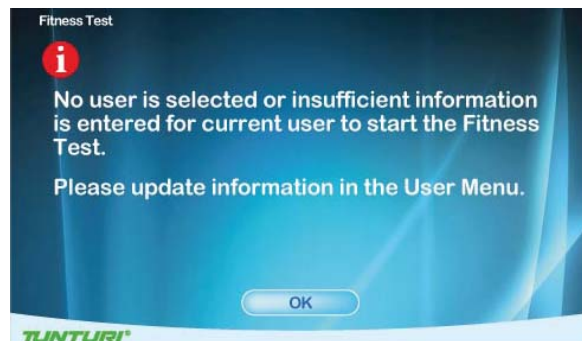 Fitness Test
i
No user is selected or insufficient information
is entered for current user to start the Fitness
Test.
Please update information in the User Menu.
OK
TUNTURI®